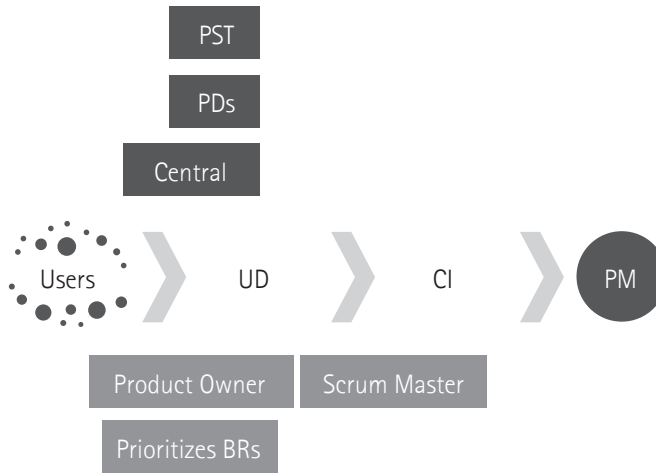 PST
PDs
Central
Users
UD
CI
PM
Product Owner
Scrum Master
Prioritizes BRs